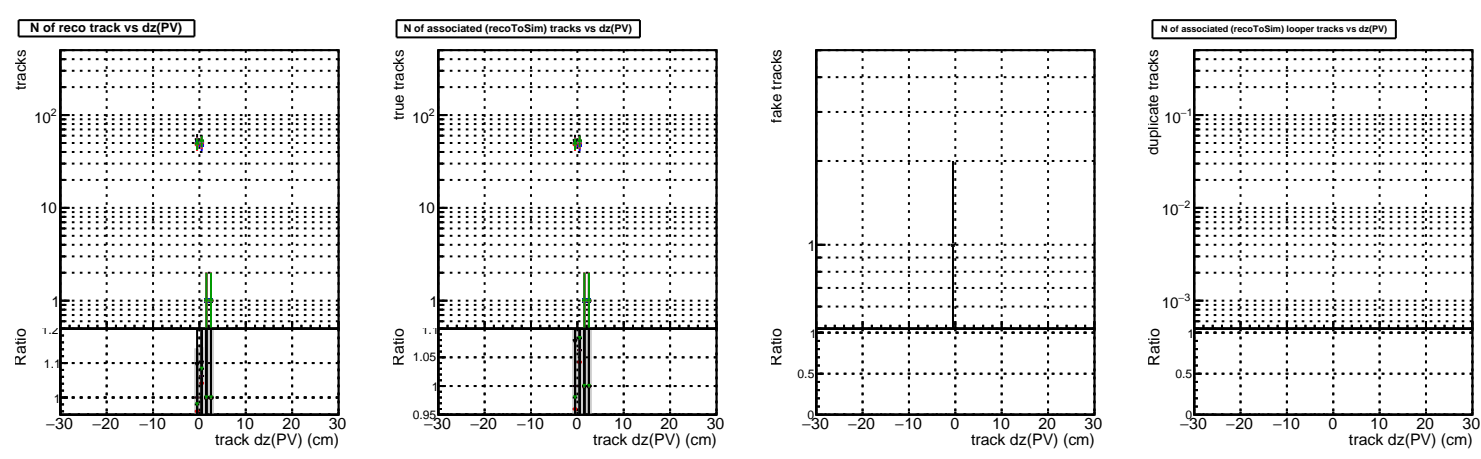 N of reco track vs dz(PV)
tracks
10²
10
1
Ratio
1.2
1.1
1
−30 −20 −10 0 10 20 30
track dz(PV) (cm)
N of associated (recoToSim) tracks vs dz(PV)
true tracks
10²
10
1
Ratio
1.1
1.05
1
0.95
−30 −20 −10 0 10 20 30
track dz(PV) (cm)
fake tracks
1
Ratio
1
0.5
0
−30 −20 −10 0 10 20 30
track dz(PV) (cm)
N of associated (recoToSim) looper tracks vs dz(PV)
duplicate tracks
10⁻¹
10⁻²
10⁻³
Ratio
1
0.5
0
−30 −20 −10 0 10 20 30
track dz(PV) (cm)